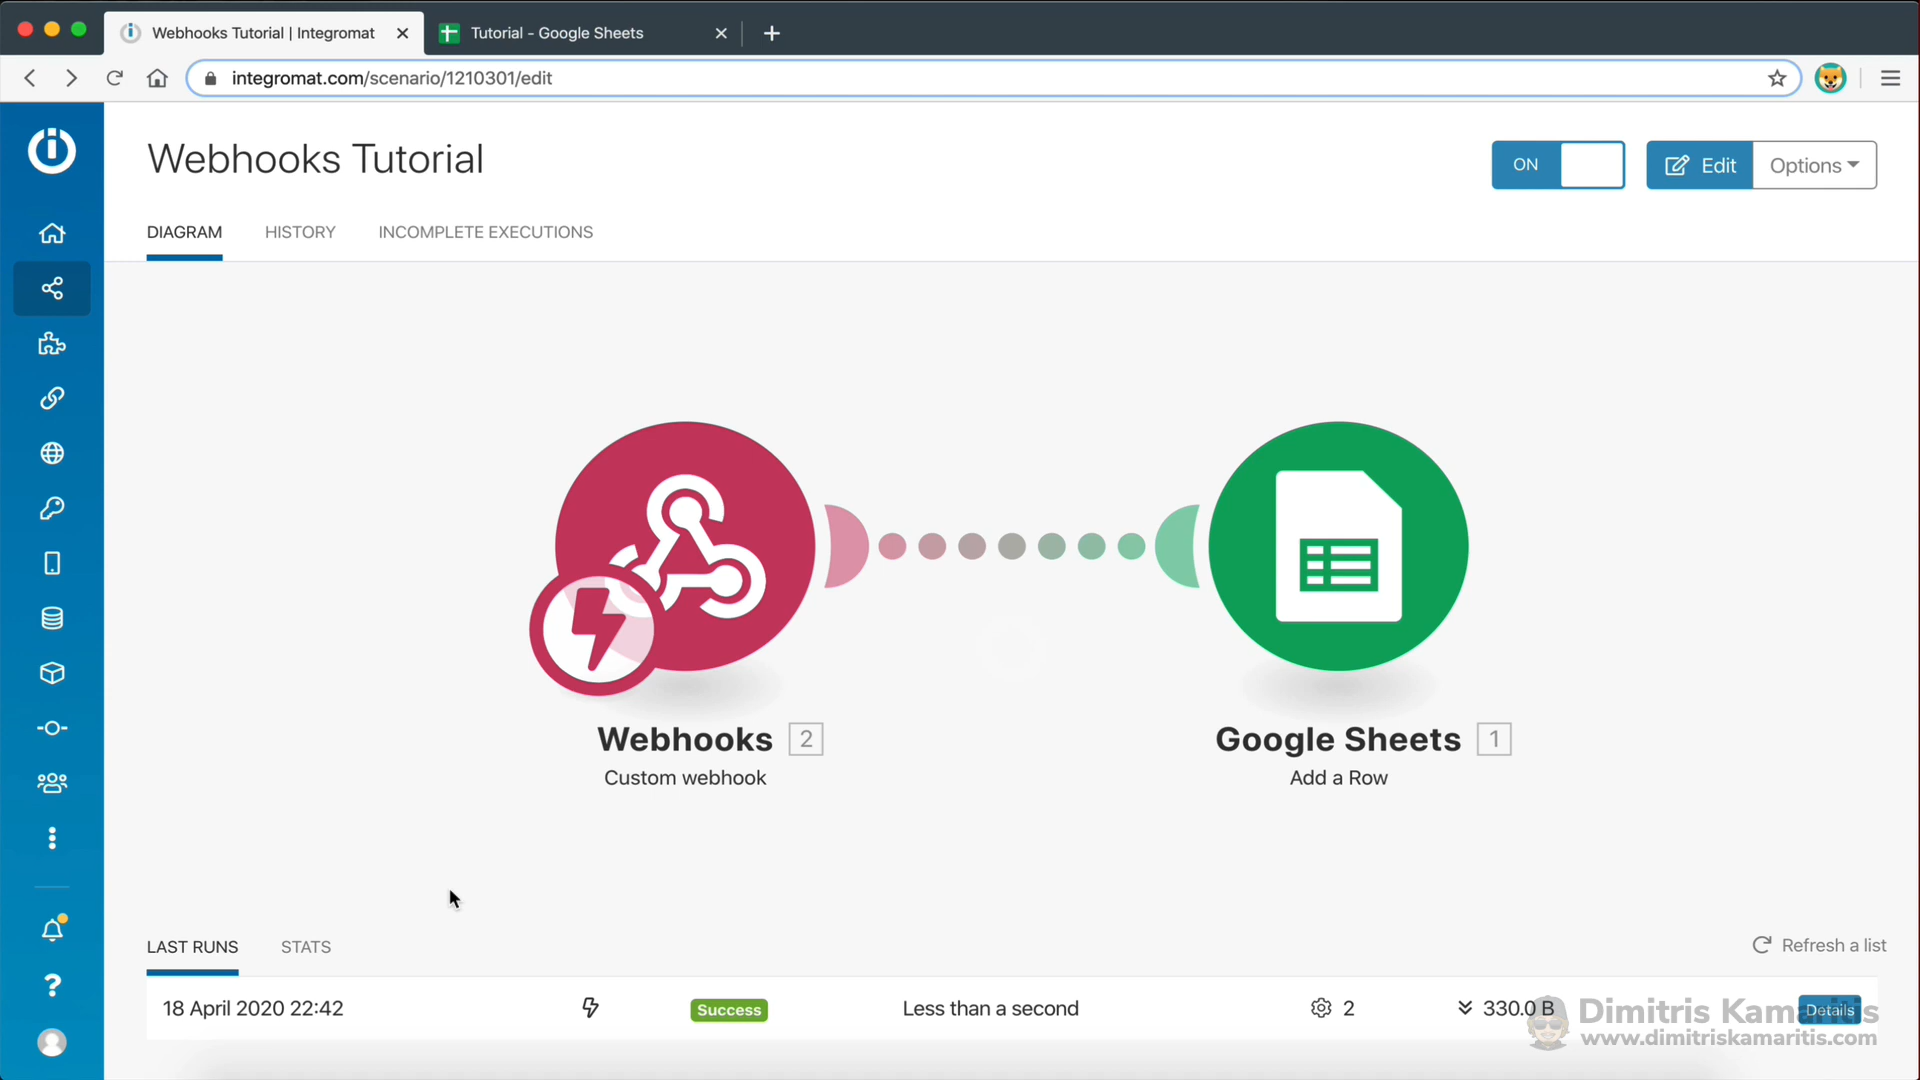 Webhooks Tutorial | Integromat
Tutorial - Google Sheets
integromat.com/scenario/1210301/edit
Webhooks Tutorial
ON
Edit
Options
DIAGRAM
HISTORY
INCOMPLETE EXECUTIONS
Webhooks 2
Custom webhook
Google Sheets 1
Add a Row
LAST RUNS
STATS
Refresh a list
18 April 2020 22:42
Success
Less than a second
2
330.0 B
Details
Dimitris Kamaritis
www.dimitriskamaritis.com